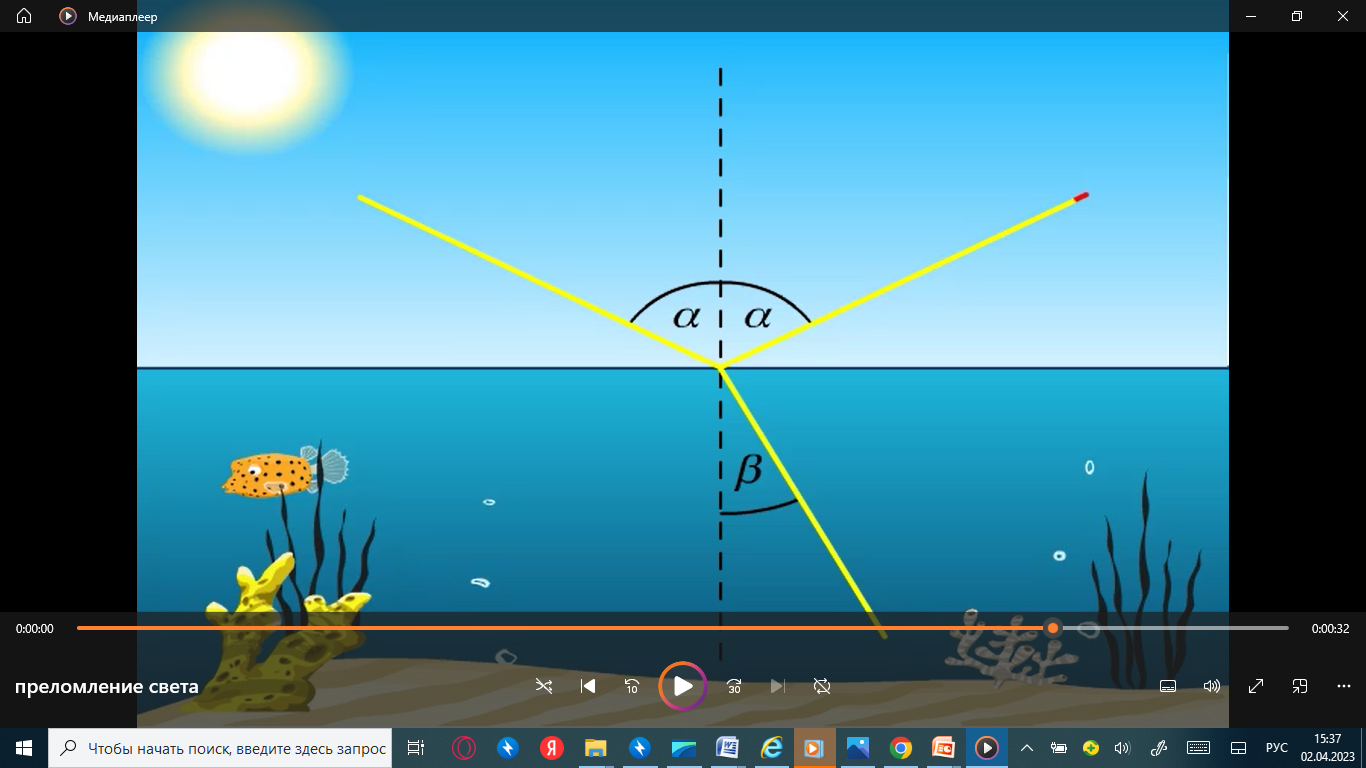 Медиаплеер
α α
β
0:00:00
0:00:32
преломление света
10
30
Чтобы начать поиск, введите здесь запрос
РУС
15:37
02.04.2023